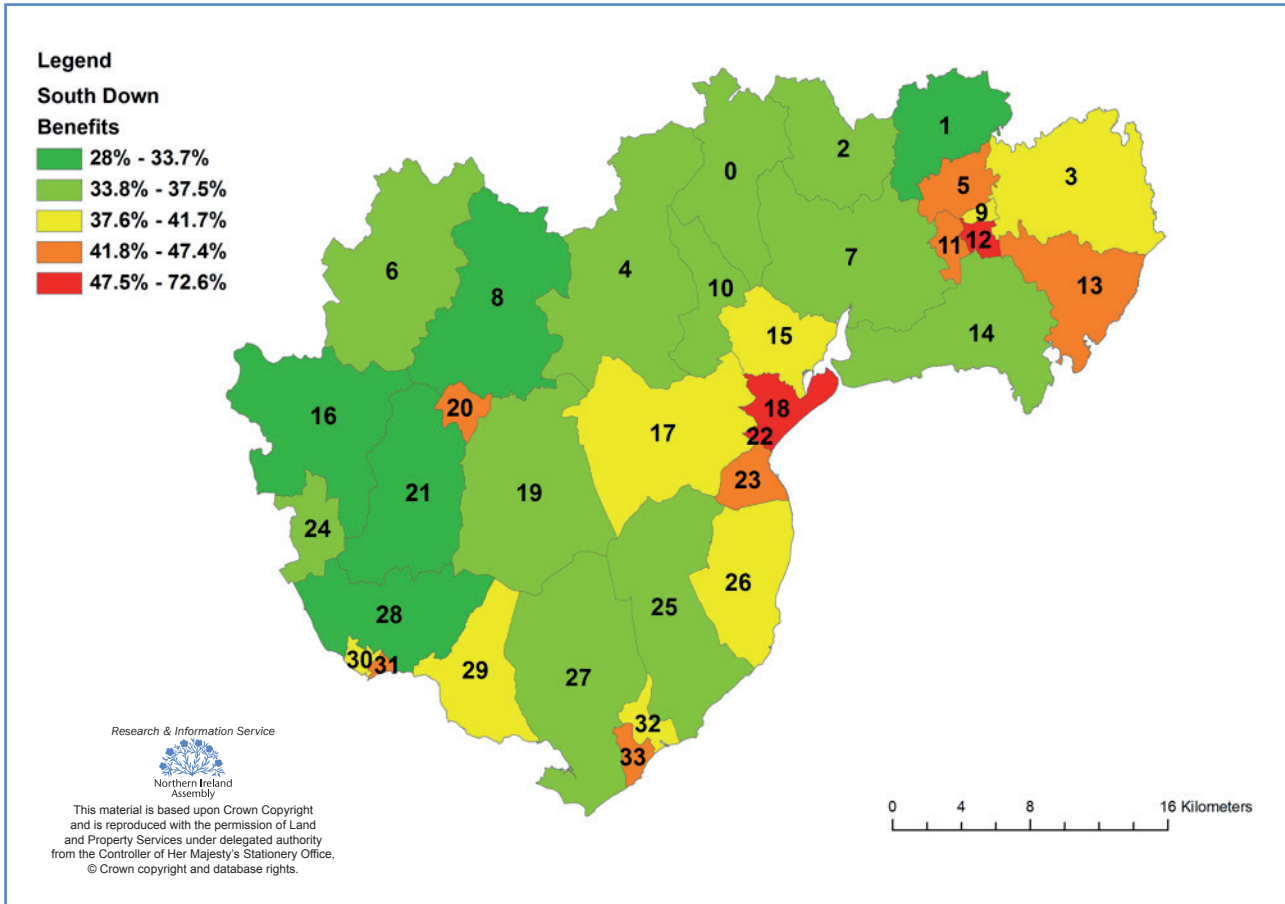 Legend
South Down
Benefits
28% - 33.7%
33.8% - 37.5%
37.6% - 41.7%
41.8% - 47.4%
47.5% - 72.6%
1
2
0
3
5
9
12
11
6
4
7
8
10
13
15
14
20
18
16
17
22
23
21
19
24
26
25
28
30
31
29
27
32
33
Research & Information Service
Northern Ireland
Assembly
This material is based upon Crown Copyright
and is reproduced with the permission of Land
and Property Services under delegated authority
from the Controller of Her Majesty's Stationery Office,
© Crown copyright and database rights.
0 4 8 16 Kilometers